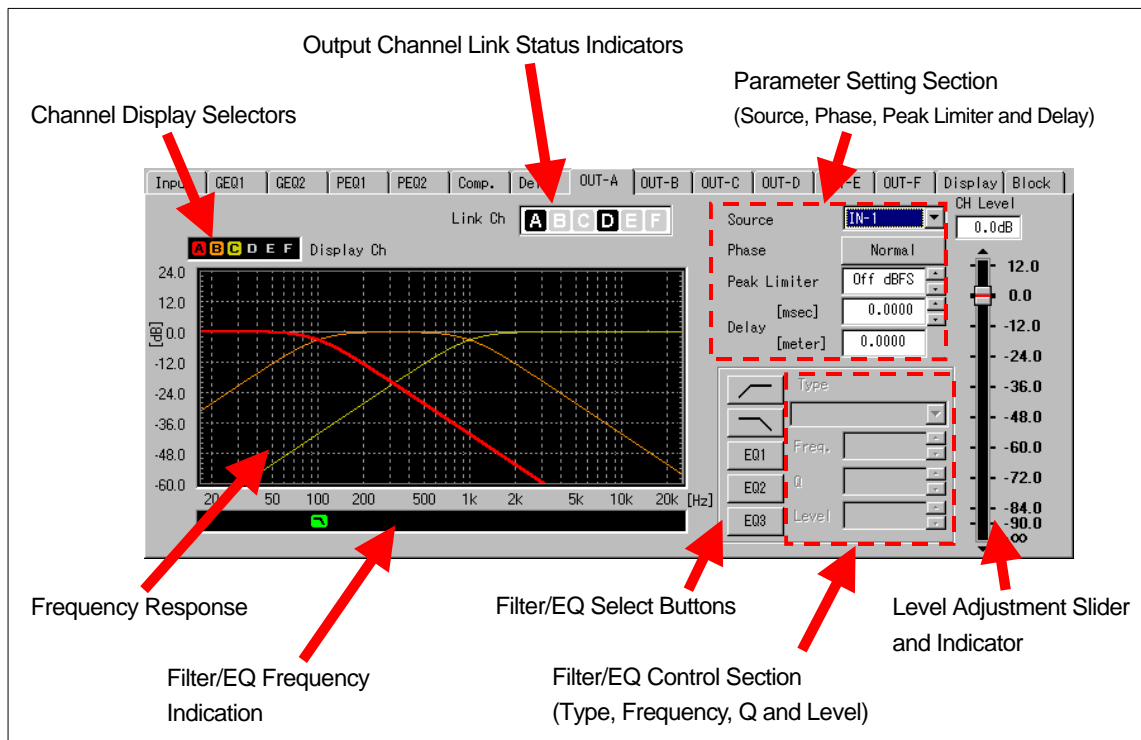 Output Channel Link Status Indicators
Parameter Setting Section
(Source, Phase, Peak Limiter and Delay)
Channel Display Selectors
GEQ1 GEQ2 PEQ1 PEQ2 Comp. OUT-A OUT-B OUT-C OUT-D OUT-F Display Block
Link Ch A B C D E F
Source IN-1
CH Level
0.0dB
A B C D E F Display Ch
Phase Normal
Peak Limiter Off dBFS
Delay
[msec] 0.0000
[meter] 0.0000
[dB]
24.0
12.0
0.0
-12.0
-24.0
-36.0
-48.0
-60.0
20 50 100 200 500 1k 2k 5k 10k 20k [Hz]
12.0
0.0
-12.0
-24.0
-36.0
-48.0
-60.0
-72.0
-84.0
-90.0
∞
Type
EQ1 Freq.
EQ2 Q
EQ3 Level
Frequency Response
Filter/EQ Select Buttons
Level Adjustment Slider
and Indicator
Filter/EQ Frequency
Indication
Filter/EQ Control Section
(Type, Frequency, Q and Level)